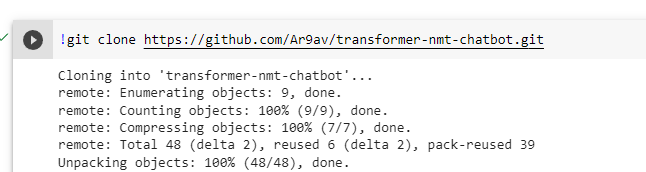 !git clone https://github.com/Ar9av/transformer-nmt-chatbot.git
Cloning into 'transformer-nmt-chatbot'...
remote: Enumerating objects: 9, done.
remote: Counting objects: 100% (9/9), done.
remote: Compressing objects: 100% (7/7), done.
remote: Total 48 (delta 2), reused 6 (delta 2), pack-reused 39
Unpacking objects: 100% (48/48), done.